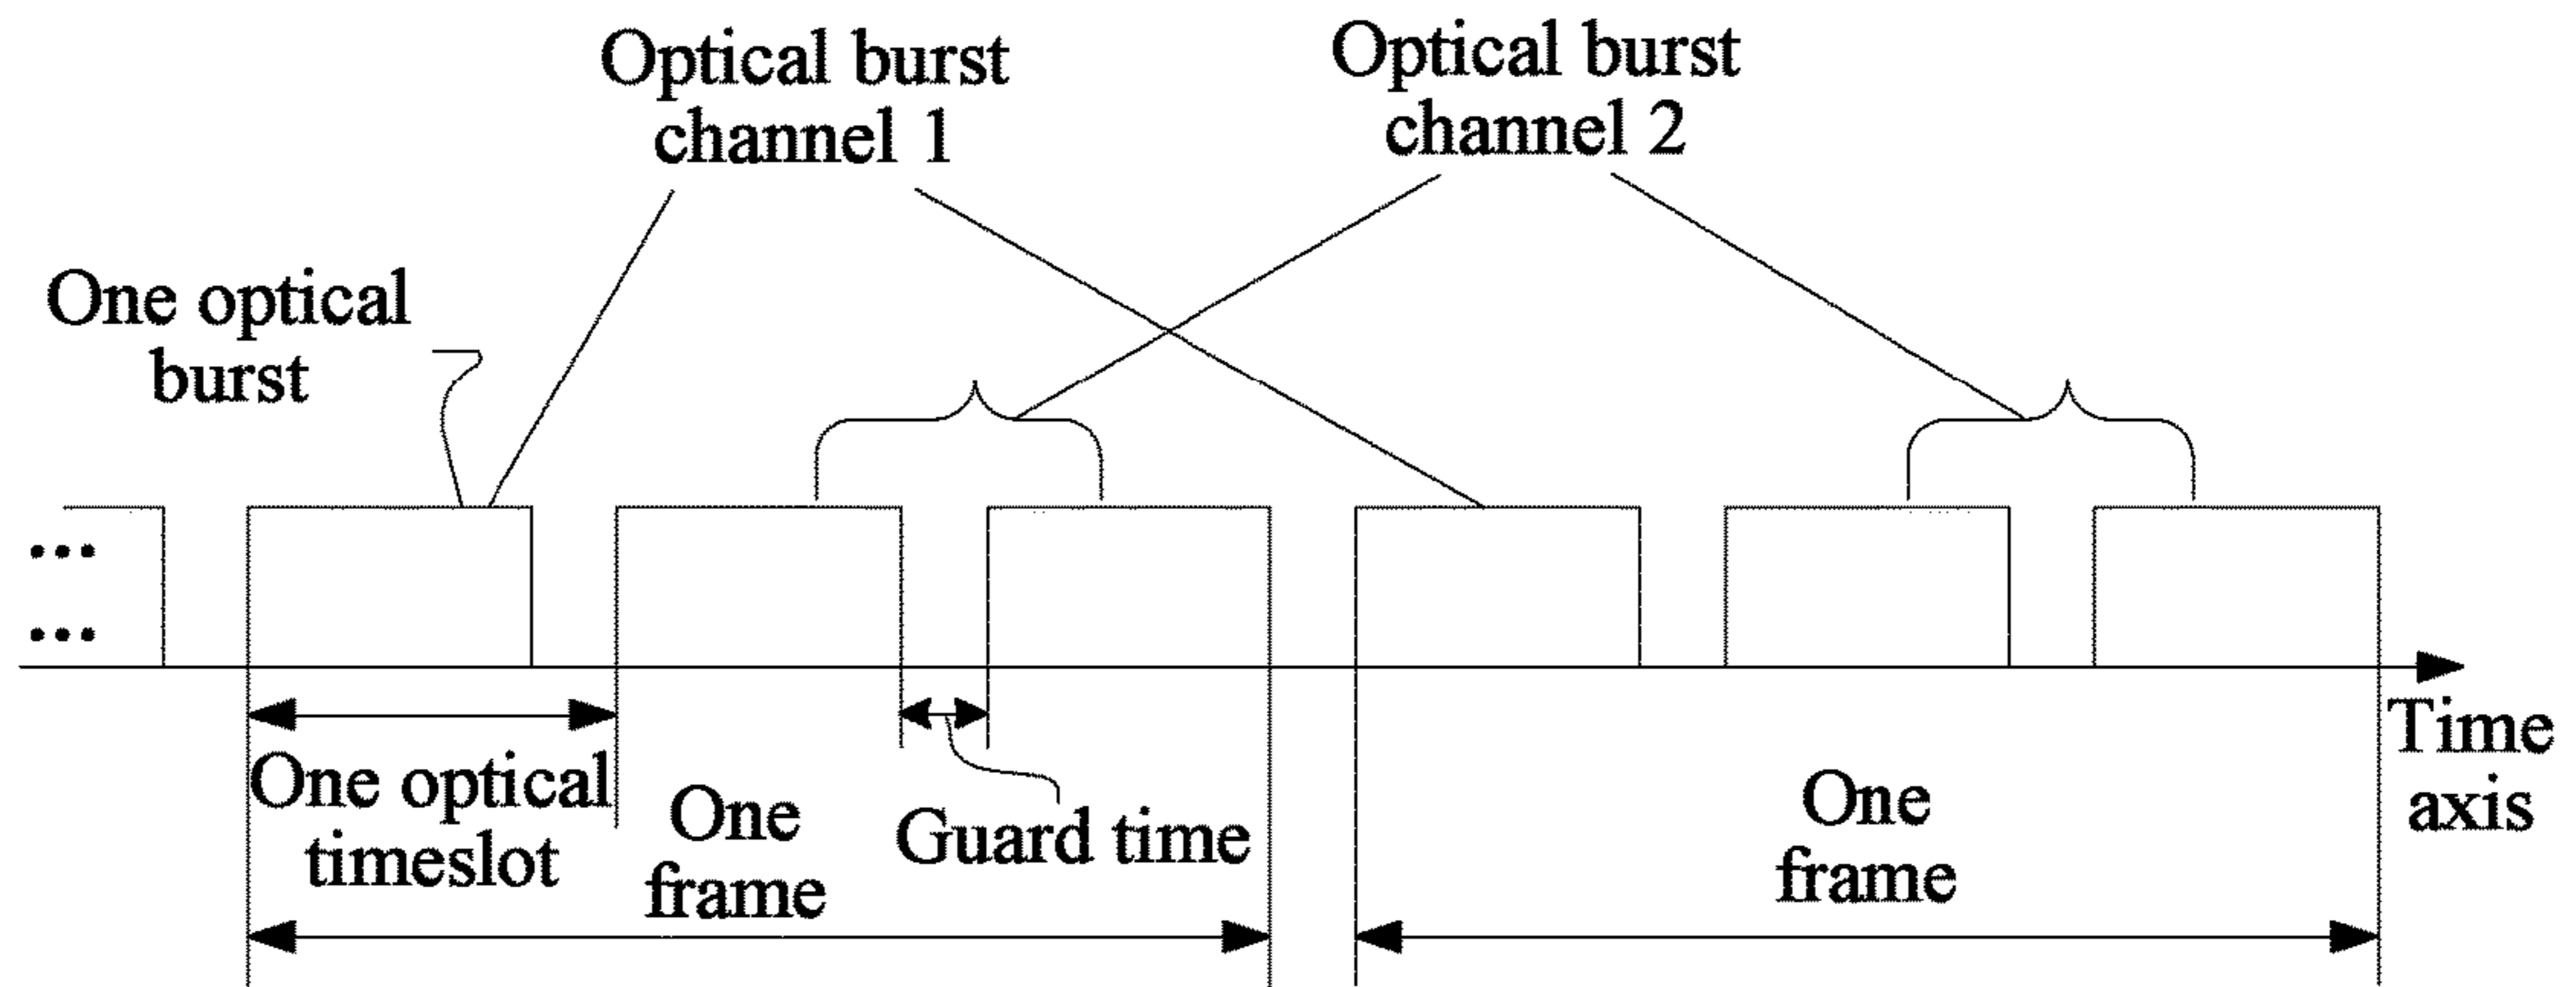 Optical burst
channel 1
Optical burst
channel 2
One optical
burst
...
...
Time
axis
One optical
timeslot
One
frame
Guard time
One
frame